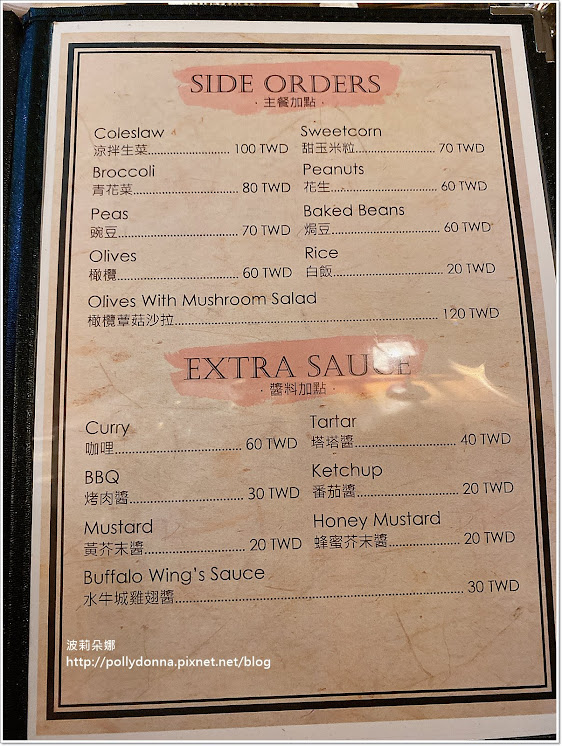 SIDE ORDERS
·主餐加點·
Coleslaw
涼拌生菜........................ 100 TWD
Sweetcorn
甜玉米粒....................... 70 TWD
Broccoli
青花菜............................... 80 TWD
Peanuts
花生.............................. 60 TWD
Peas
豌豆................................... 70 TWD
Baked Beans
焗豆.............................. 60 TWD
Olives
橄欖................................... 60 TWD
Rice
白飯.............................. 20 TWD
Olives With Mushroom Salad
橄欖蕈菇沙拉................................................................ 120 TWD
EXTRA SAUCE
·醬料加點·
Curry
咖哩..................................... 60 TWD
Tartar
塔塔醬............................. 40 TWD
BBQ
烤肉醬................................. 30 TWD
Ketchup
番茄醬............................. 20 TWD
Mustard
黃芥末醬............................. 20 TWD
Honey Mustard
蜂蜜芥末醬.................... 20 TWD
Buffalo Wing's Sauce
水牛城雞翅醬...................................................................... 30 TWD
波莉朵娜
http://pollydonna.pixnet.net/blog